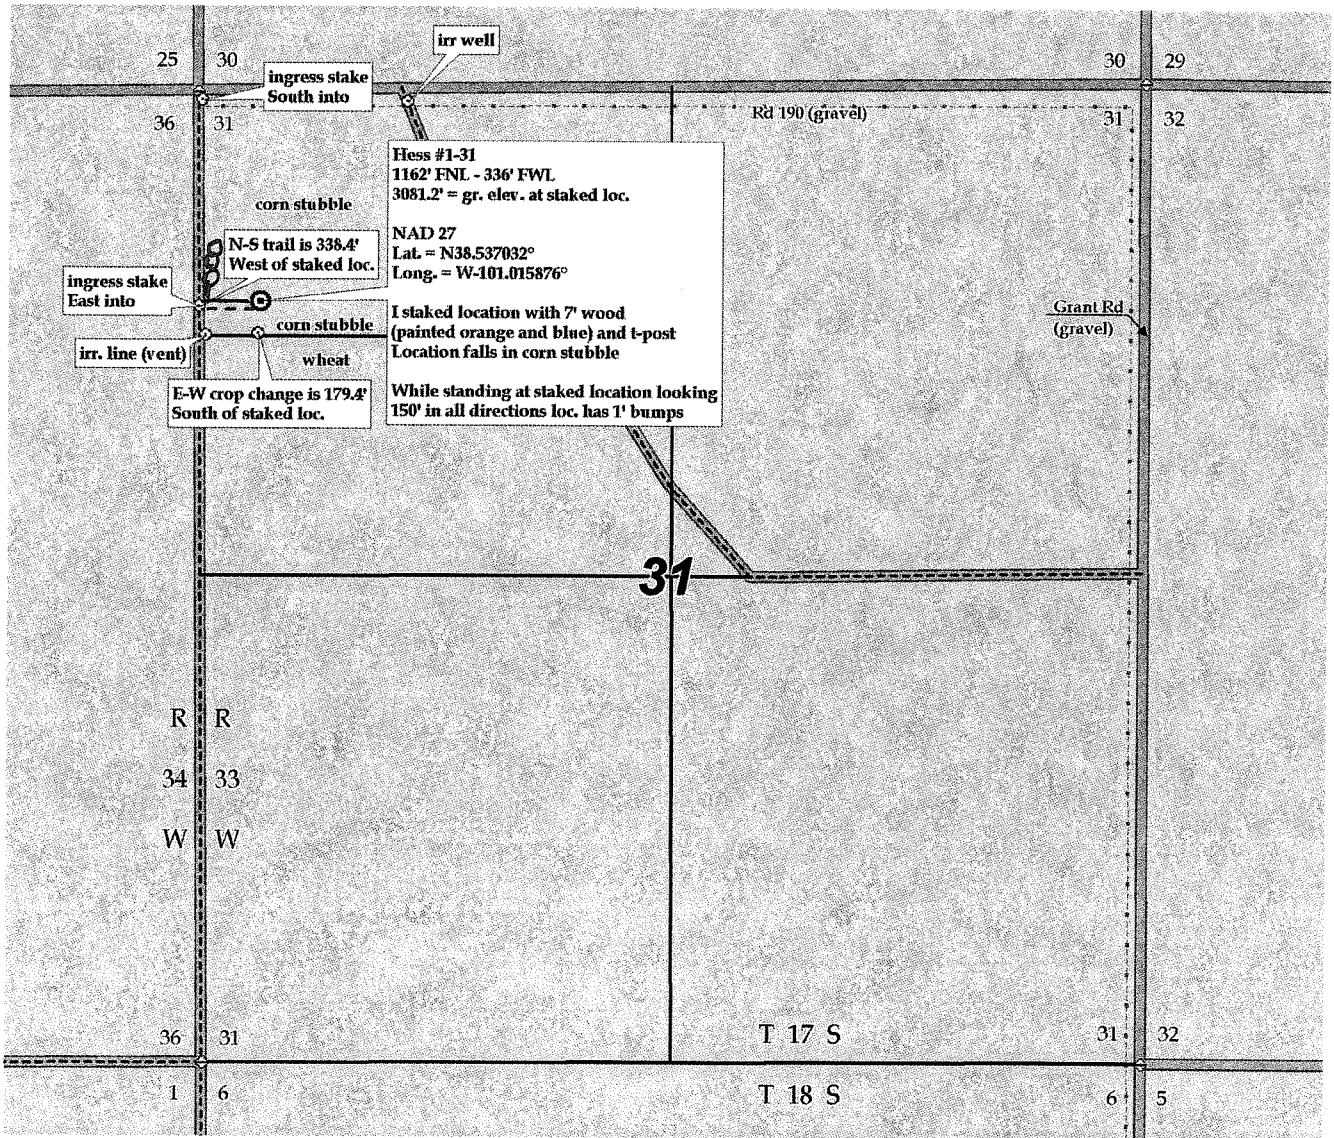 irr well
25 30
30 29
ingress stake
South into
36 31
Rd 190 (gravel)
31 32
Hess #1-31
1162' FNL - 336' FWL
3081.2' = gr. elev. at staked loc.
NAD 27
Lat. = N38.537032°
Long. = W-101.015876°
I staked location with 7' wood
(painted orange and blue) and t-post
Location falls in corn stubble
While standing at staked location looking
150' in all directions loc. has 1' bumps
corn stubble
N-S trail is 338.4'
West of staked loc.
ingress stake
East into
corn stubble
irr. line (vent)
wheat
E-W crop change is 179.4'
South of staked loc.
Grant Rd
(gravel)
31
R R
34 33
W W
36 31
T 17 S
31 32
1 6
T 18 S
6 5